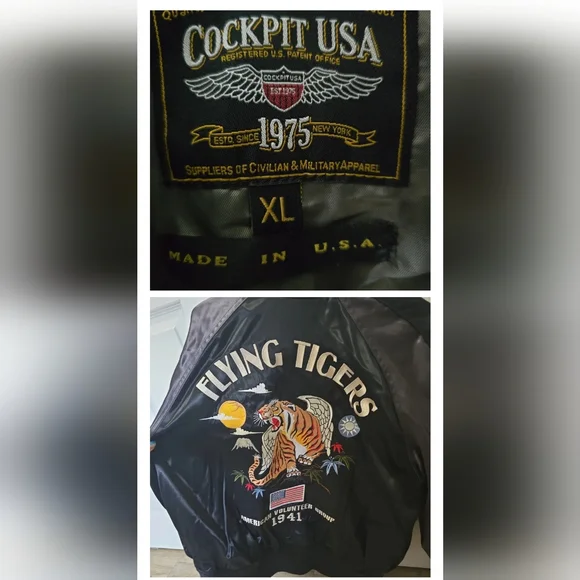 COCKPIT USA
REGISTERED U.S. PATENT OFFICE
COCKPIT USA
EST. 1975
ESTD. SINCE 1975 NEW YORK
SUPPLIERS OF CIVILIAN & MILITARY APPAREL
XL
MADE IN U.S.A.
FLYING TIGERS
AMERICAN VOLUNTEER GROUP
1941